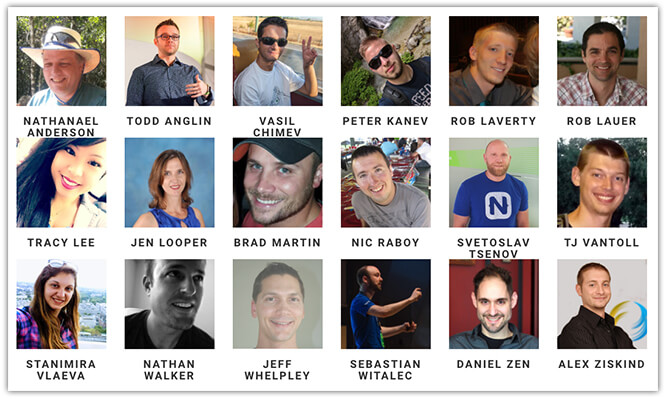 NATHANAEL
ANDERSON
TODD ANGLIN
VASIL
CHIMEV
PETER KANEV
ROB LAVERTY
ROB LAUER
TRACY LEE
JEN LOOPER
BRAD MARTIN
NIC RABOY
N
SVETOSLAV
TSENOV
TJ VANTOLL
STANIMIRA
VLAEVA
NATHAN
WALKER
JEFF
WHELPLEY
SEBASTIAN
WITALEC
DANIEL ZEN
ALEX ZISKIND